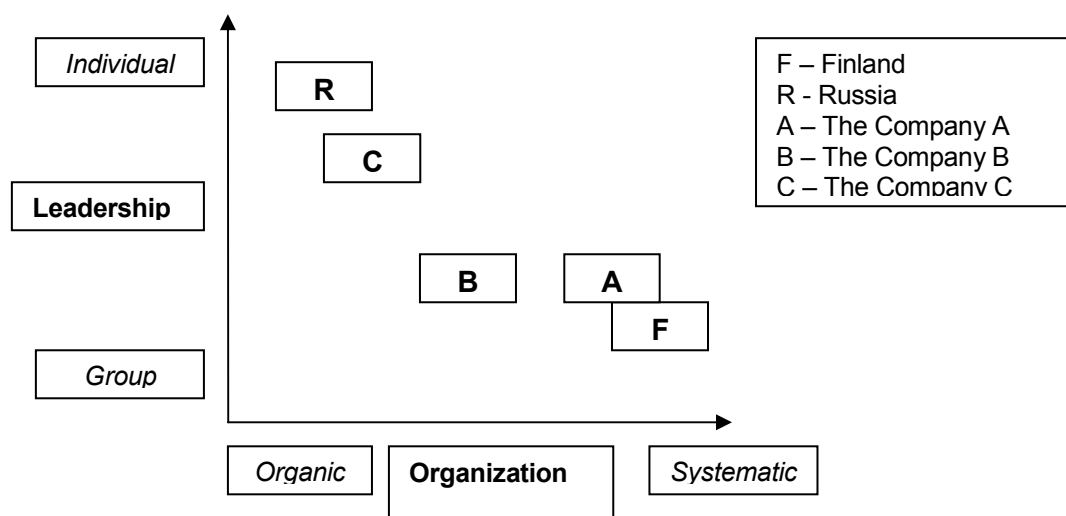 Individual
R
C
Leadership
B
A
F
Group
Organic
Organization
Systematic
F – Finland
R - Russia
A – The Company A
B – The Company B
C – The Company C